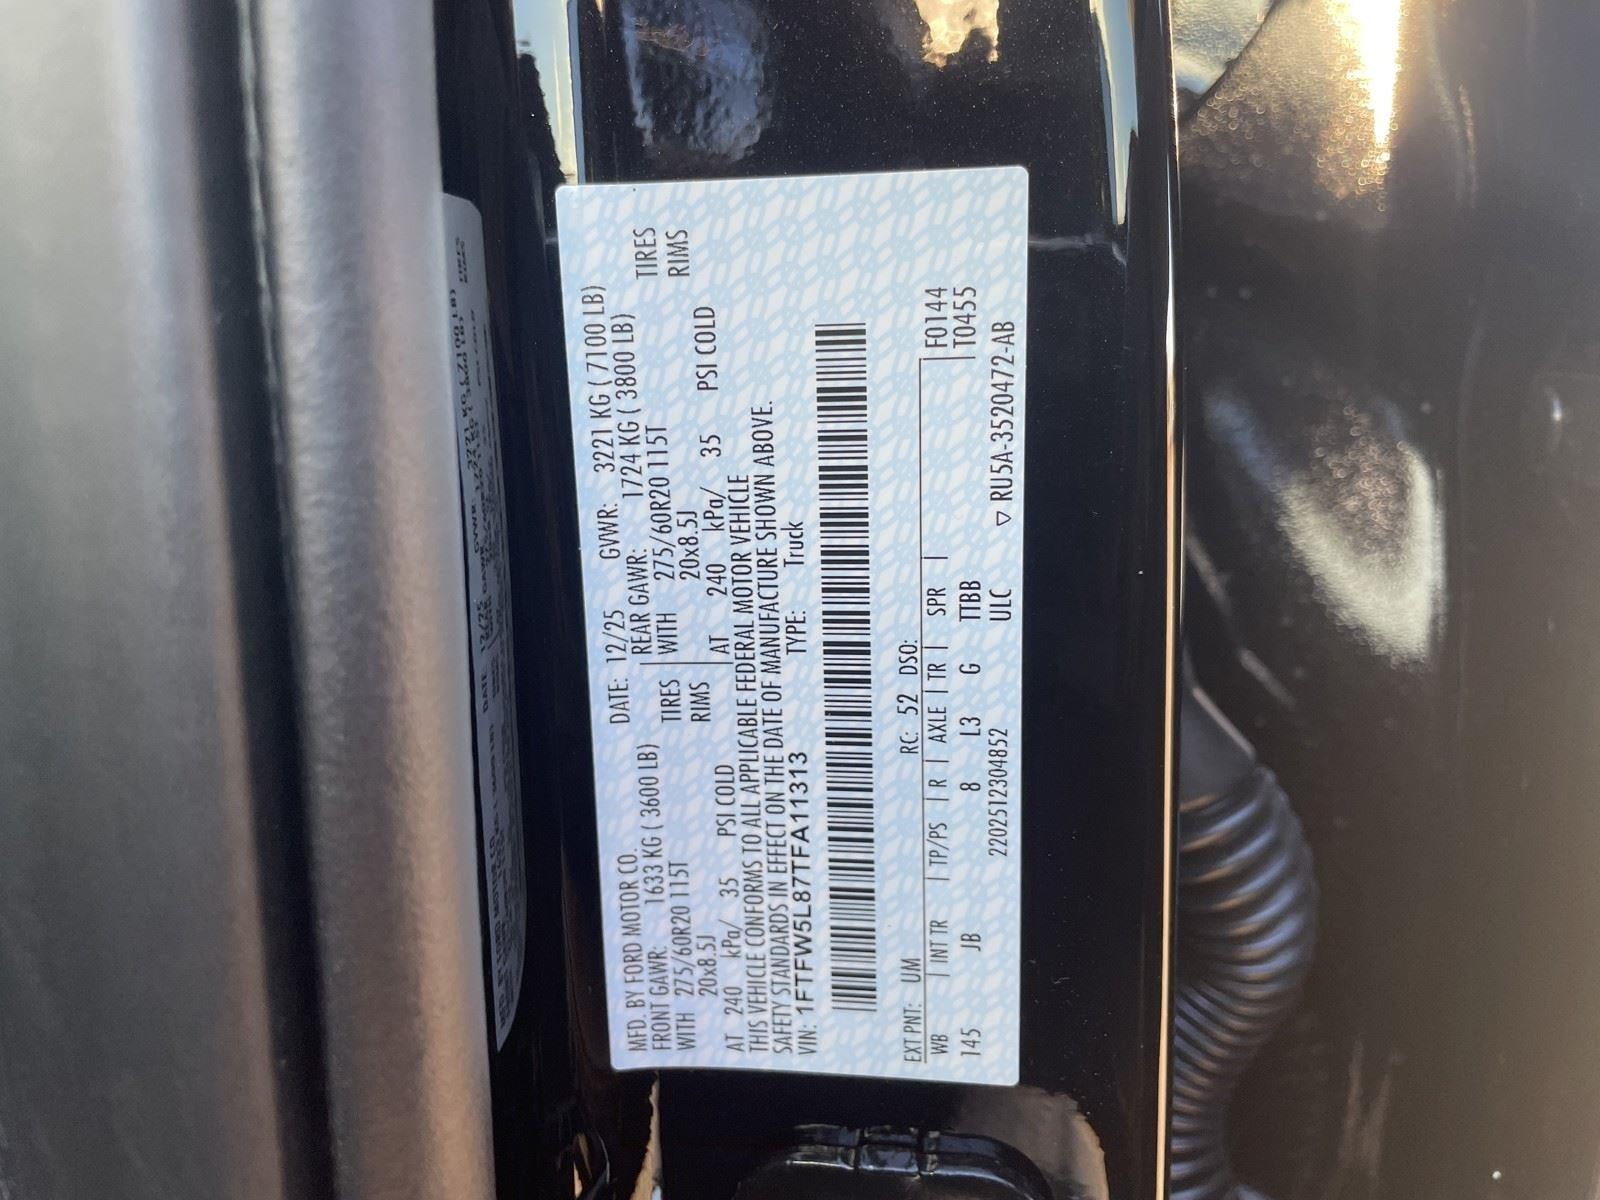 MFD. BY FORD MOTOR CO. DATE: 12/25 GVWR: 3221 KG ( 7100 LB)
FRONT GAWR: 1633 KG ( 3600 LB) REAR GAWR: 1724 KG ( 3800 LB)
WITH 275/60R20 115T TIRES WITH 275/60R20 115T TIRES
20x8.5J RIMS 20x8.5J RIMS
AT 240 kPa/ 35 PSI COLD AT 240 kPa/ 35 PSI COLD
THIS VEHICLE CONFORMS TO ALL APPLICABLE FEDERAL MOTOR VEHICLE
SAFETY STANDARDS IN EFFECT ON THE DATE OF MANUFACTURE SHOWN ABOVE.
VIN: 1FTFW5L87TFA11313 TYPE: Truck
EXT PNT: UM RC: 52 DSO:
WB | INT TR | TP/PS | R | AXLE | TR | SPR | F0144
145 JB 8 L3 G TTBB T0455
2202512304852 ULC ▽ RU5A-3520472-AB